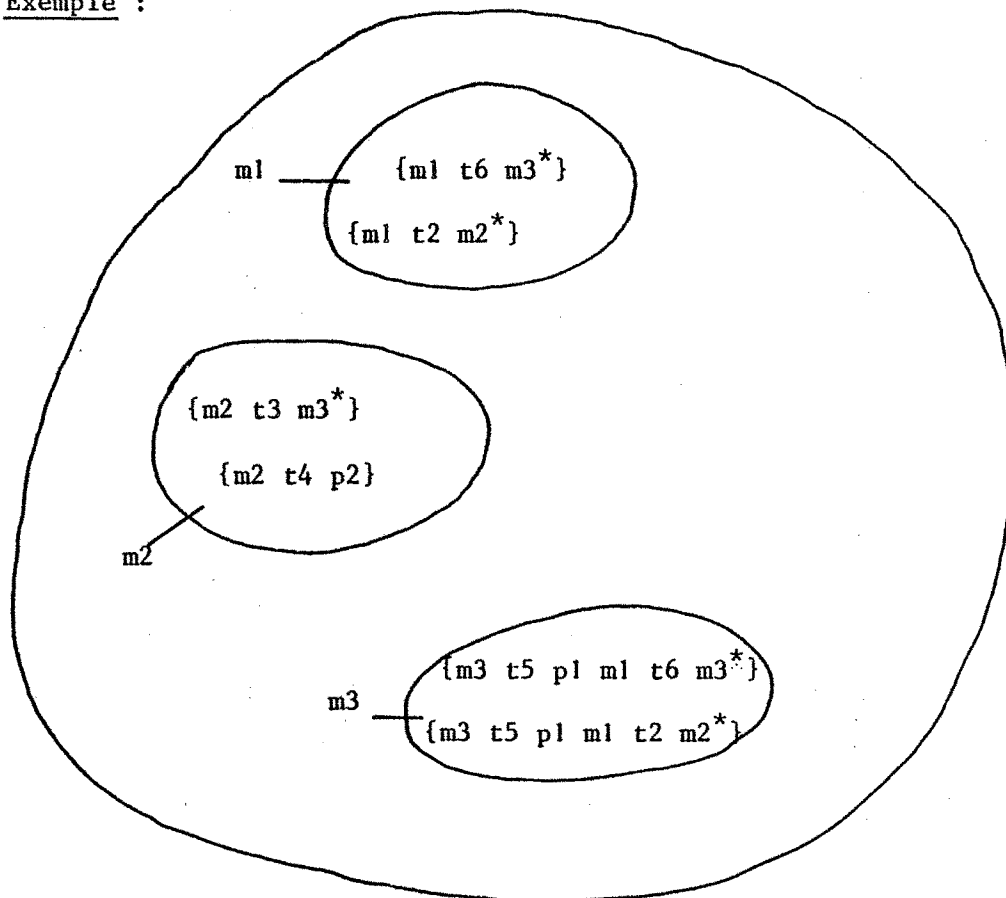 Exemple :
m1 {m1 t6 m3*}
{m1 t2 m2*}
{m2 t3 m3*}
{m2 t4 p2}
m2
{m3 t5 p1 m1 t6 m3*}
m3
{m3 t5 p1 m1 t2 m2*}